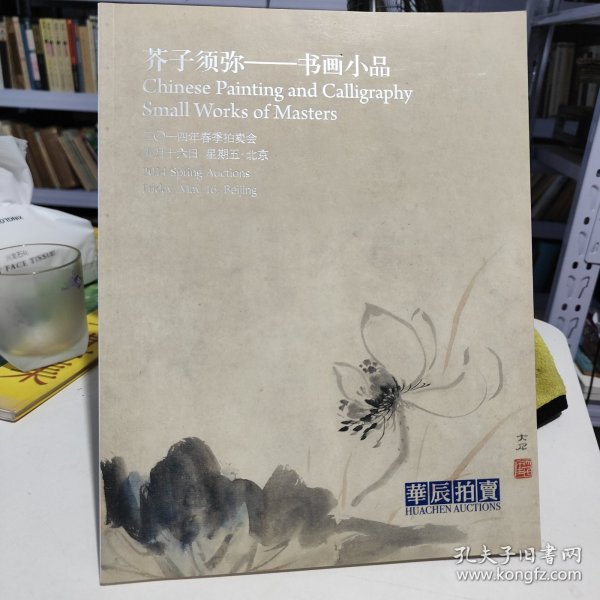 芥子须弥——书画小品
Chinese Painting and Calligraphy
Small Works of Masters
二〇一四年春季拍卖会
五月十六日 星期五·北京
2014 Spring Auctions
Friday, May 16, Beijing
大石
華辰拍賣
HUACHEN AUCTIONS
FACE TISSUE
孔夫子旧书网
www.kongfz.com